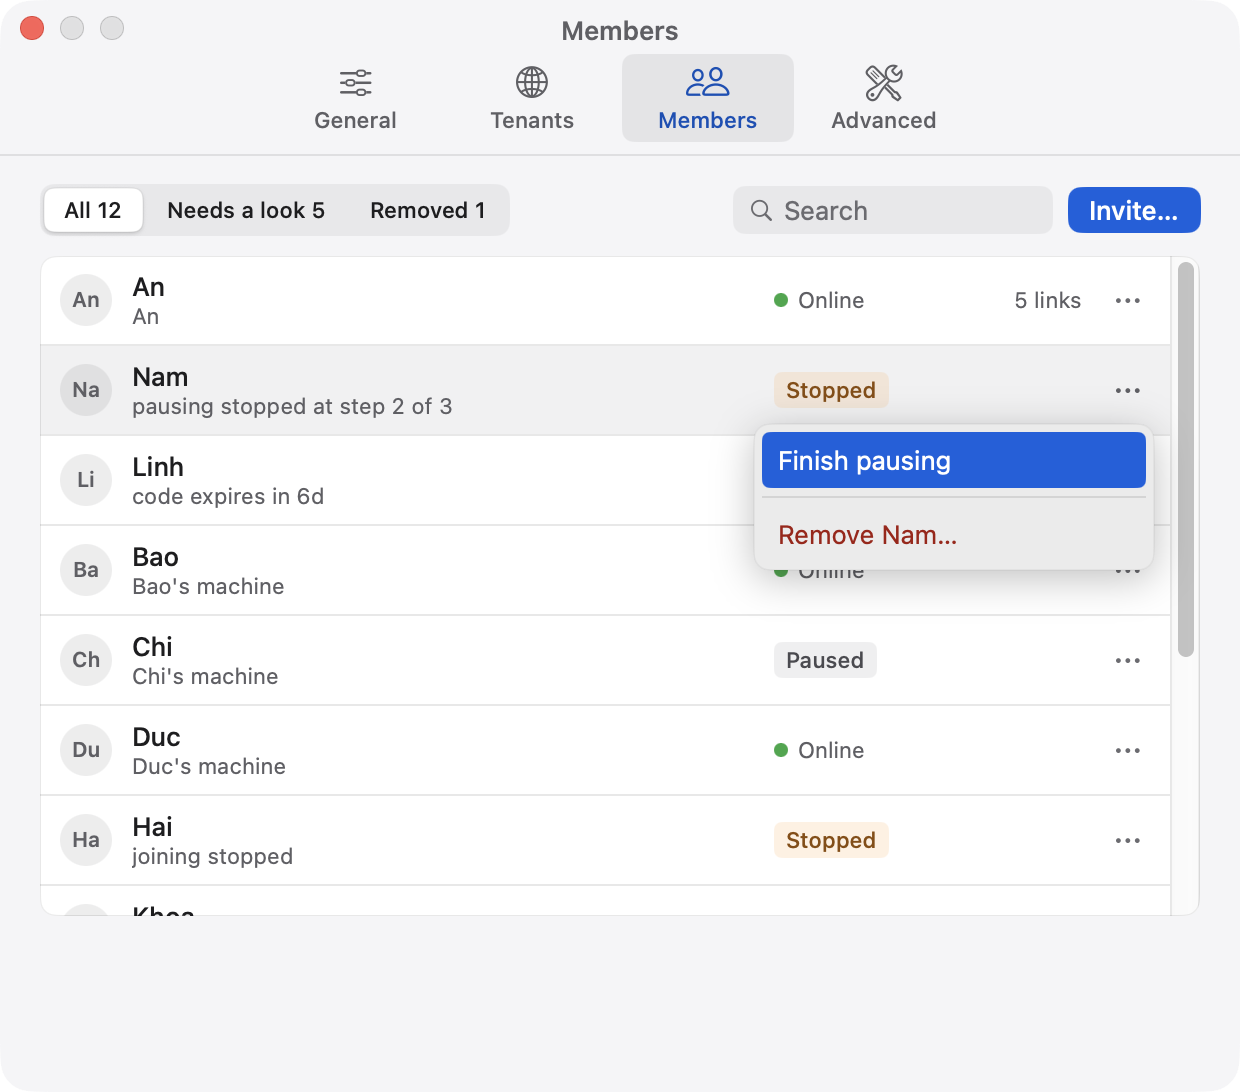 Members
General
Tenants
Members
Advanced
All 12
Needs a look 5
Removed 1
Search
Invite...
An
An
An
Online
5 links
Na
Nam
pausing stopped at step 2 of 3
Stopped
Finish pausing
Remove Nam...
Li
Linh
code expires in 6d
Ba
Bao
Bao's machine
Online
Ch
Chi
Chi's machine
Paused
Du
Duc
Duc's machine
Online
Ha
Hai
joining stopped
Stopped